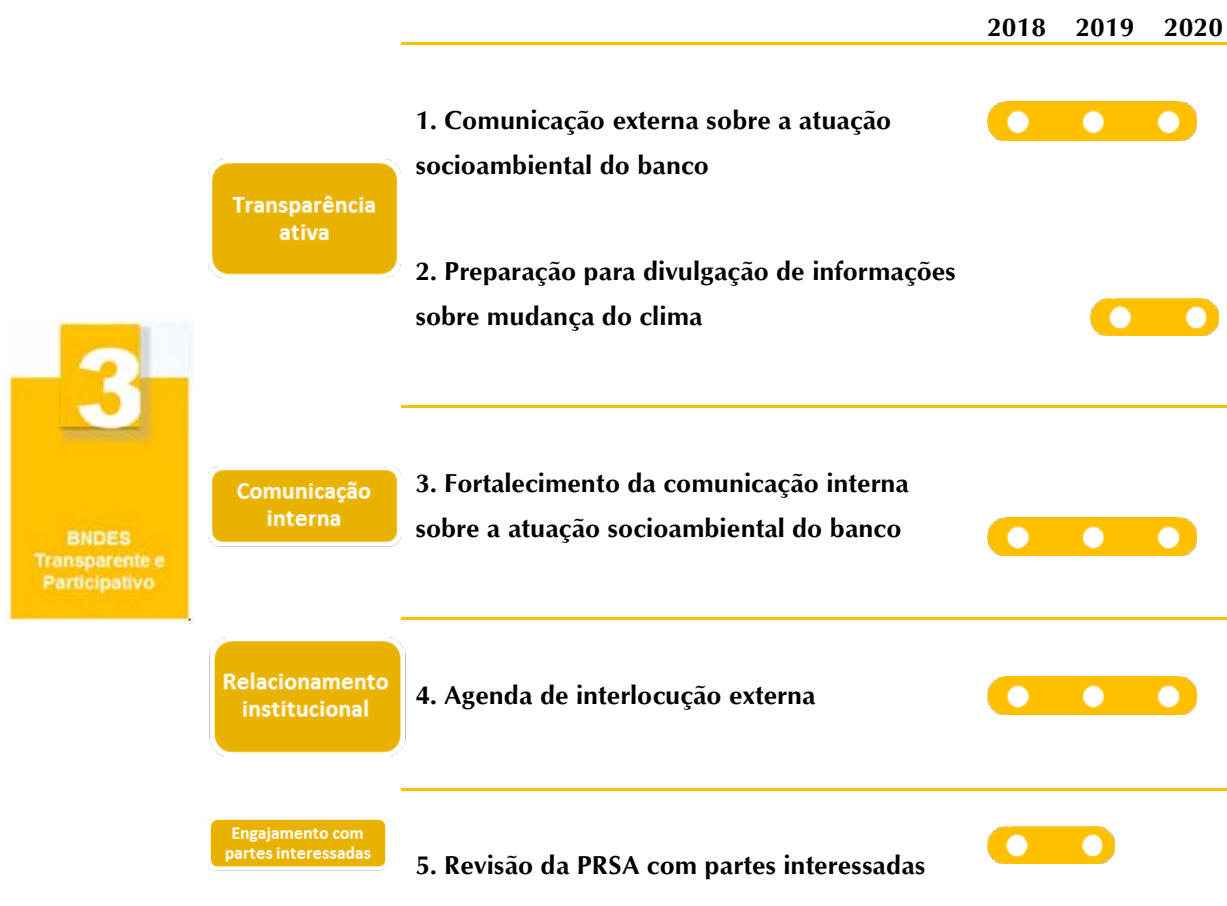 2018 2019 2020
1. Comunicação externa sobre a atuação
socioambiental do banco
Transparência
ativa
2. Preparação para divulgação de informações
sobre mudança do clima
3
BNDES
Transparente e
Participativo
Comunicação
interna
3. Fortalecimento da comunicação interna
sobre a atuação socioambiental do banco
Relacionamento
institucional
4. Agenda de interlocução externa
Engajamento com
partes interessadas
5. Revisão da PRSA com partes interessadas